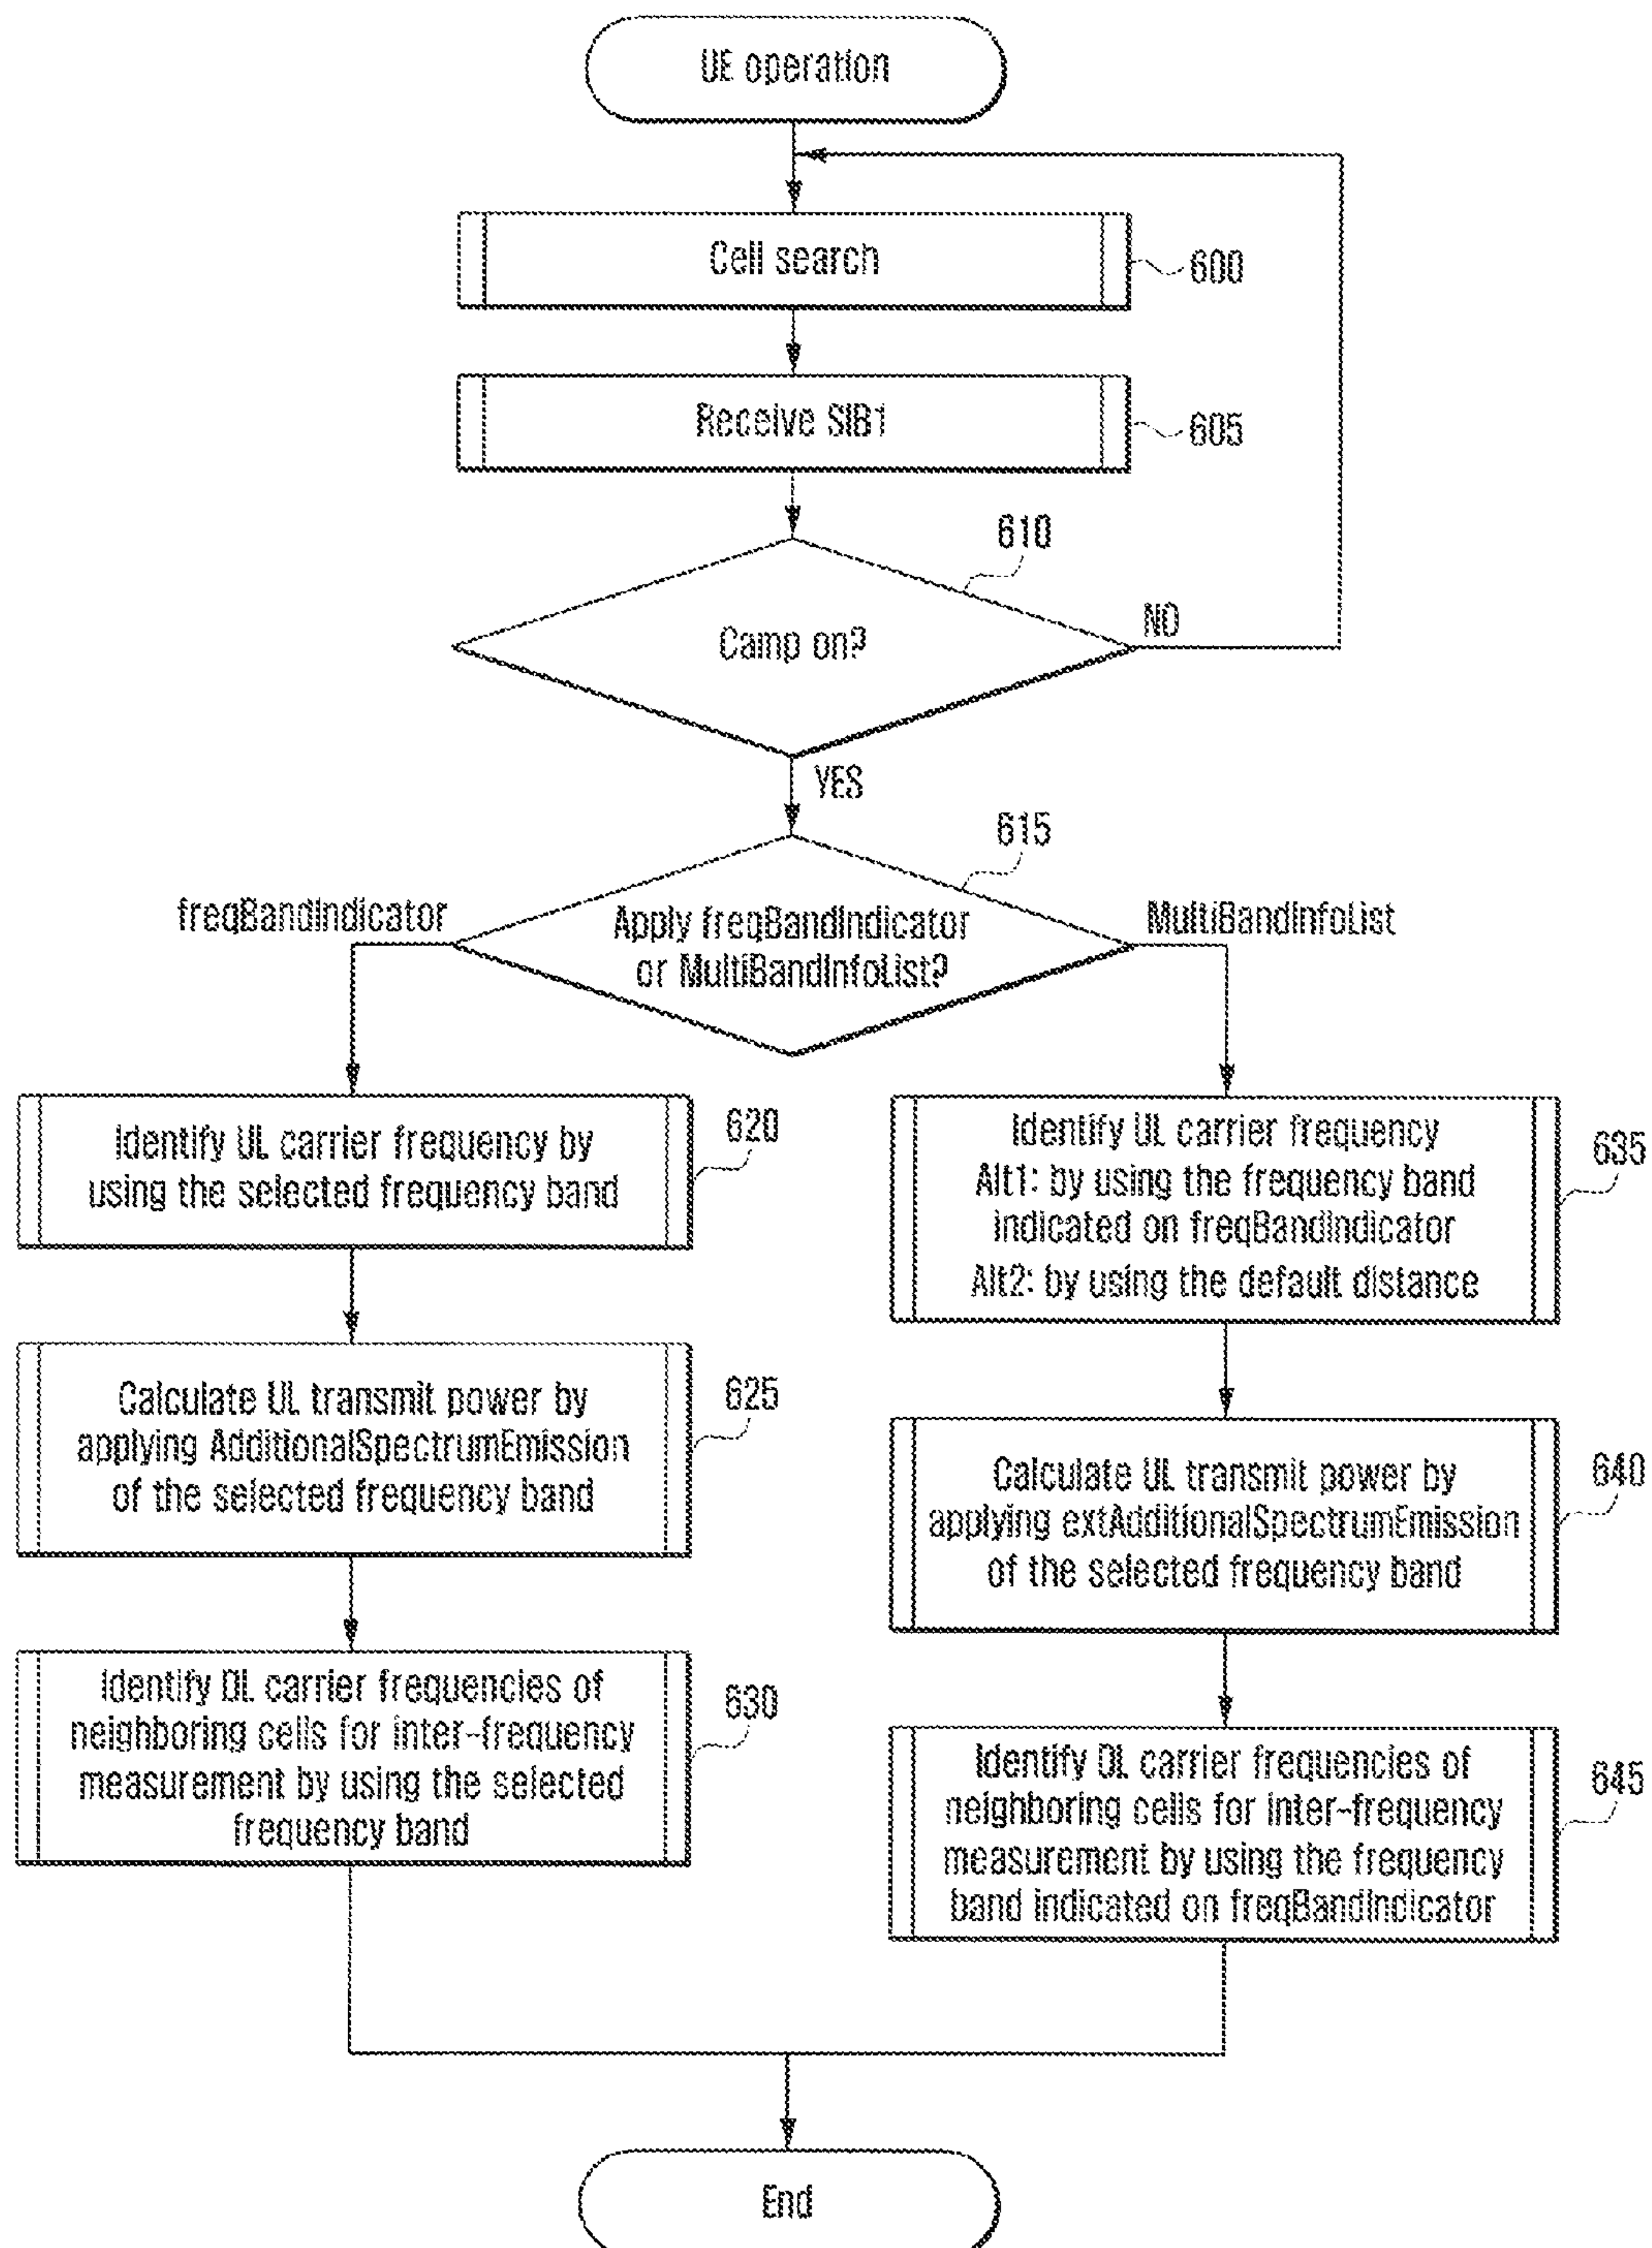 UE operation
Cell search
600
Receive SIB1
605
610
Camp on?
NO
YES
615
freqBandIndicator
Apply freqBandIndicator
or MultiBandInfoList?
MultiBandInfoList
Identify UL carrier frequency by
using the selected frequency band
620
Calculate UL transmit power by
applying AdditionalSpectrumEmission
of the selected frequency band
625
Identify DL carrier frequencies of
neighboring cells for inter-frequency
measurement by using the selected
frequency band
630
Identify UL carrier frequency
Alt1: by using the frequency band
indicated on freqBandIndicator
Alt2: by using the default distance
635
Calculate UL transmit power by
applying extAdditionalSpectrumEmission
of the selected frequency band
640
Identify DL carrier frequencies of
neighboring cells for inter-frequency
measurement by using the frequency
band indicated on freqBandIndicator
645
End